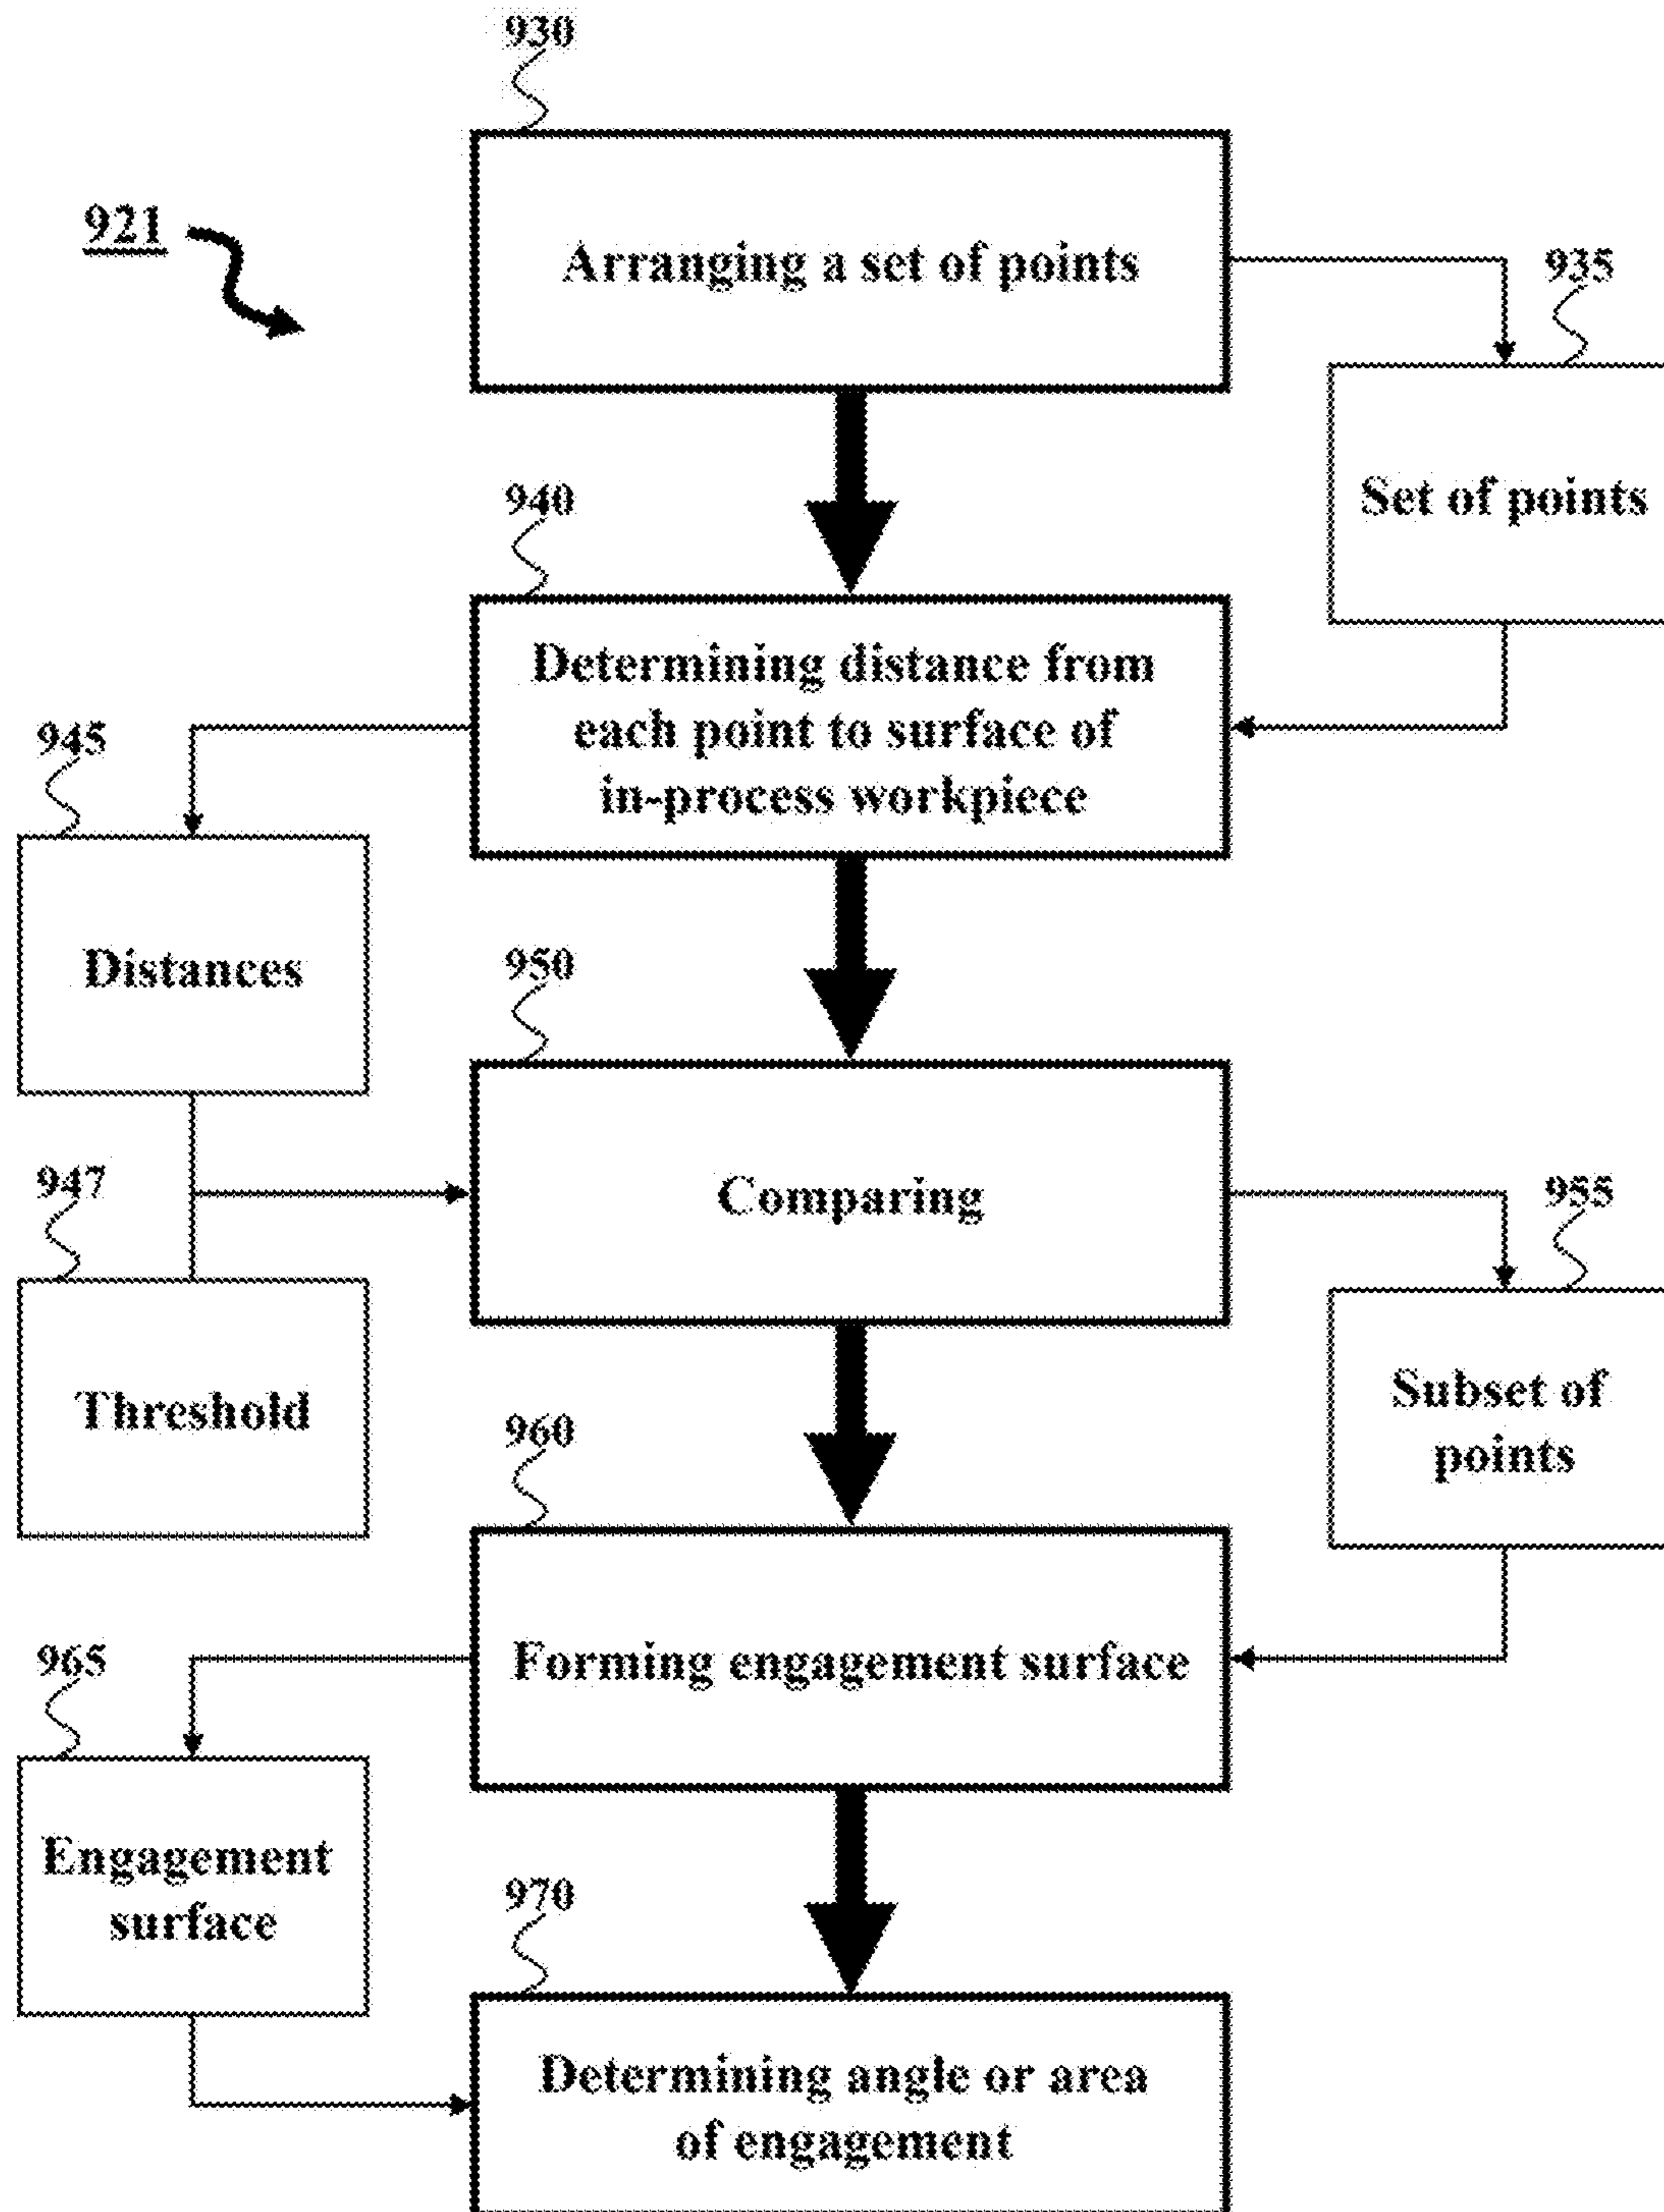 930
921
Arranging a set of points
935
Set of points
940
Determining distance from
each point to surface of
in-process workpiece
945
Distances
950
Comparing
947
Threshold
955
Subset of
points
960
Forming engagement surface
965
Engagement
surface
970
Determining angle or area
of engagement